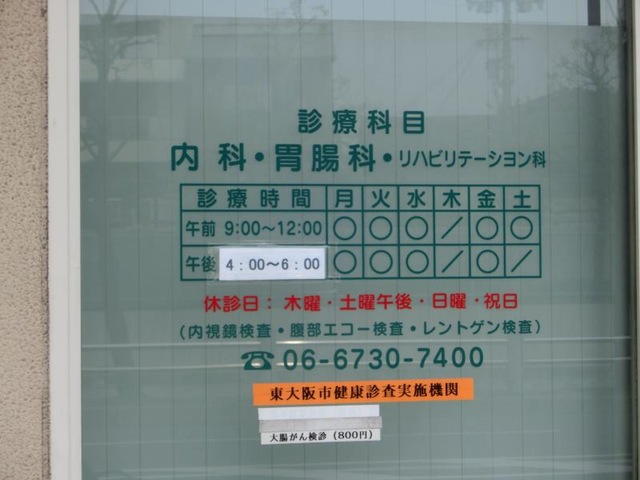 診療科目
内科・胃腸科・リハビリテーション科
診療時間 月 火 水 木 金 土
午前 9:00～12:00 ○ ○ ○ ／ ○ ○
午後 4：00～6：00 ○ ○ ○ ／ ○ ／
休診日：木曜・土曜午後・日曜・祝日
(内視鏡検査・腹部エコー検査・レントゲン検査)
☎06-6730-7400
東大阪市健康診査実施機関
大腸がん検診（800円）